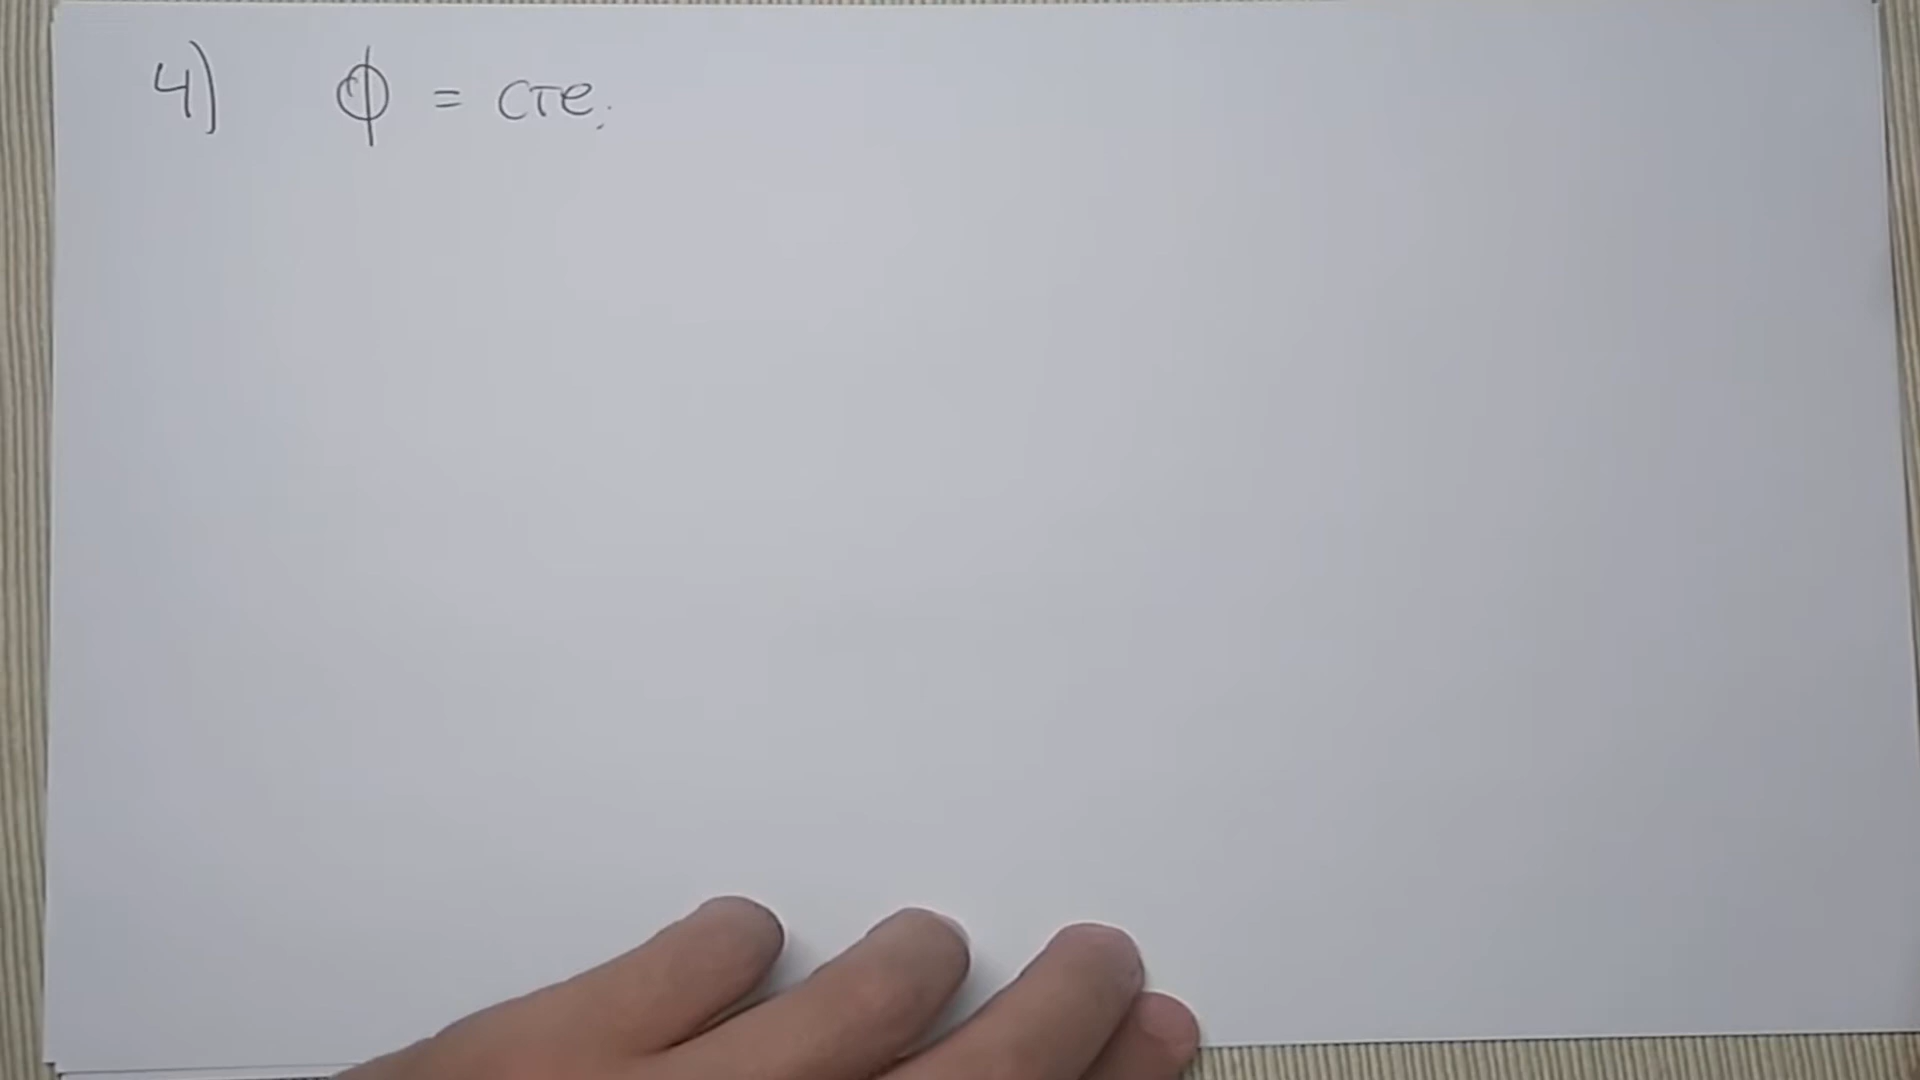 4) ϕ = cte.